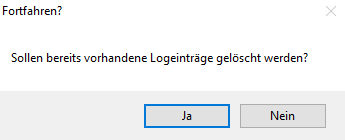 Fortfahren?
Sollen bereits vorhandene Logeinträge gelöscht werden?
Ja
Nein